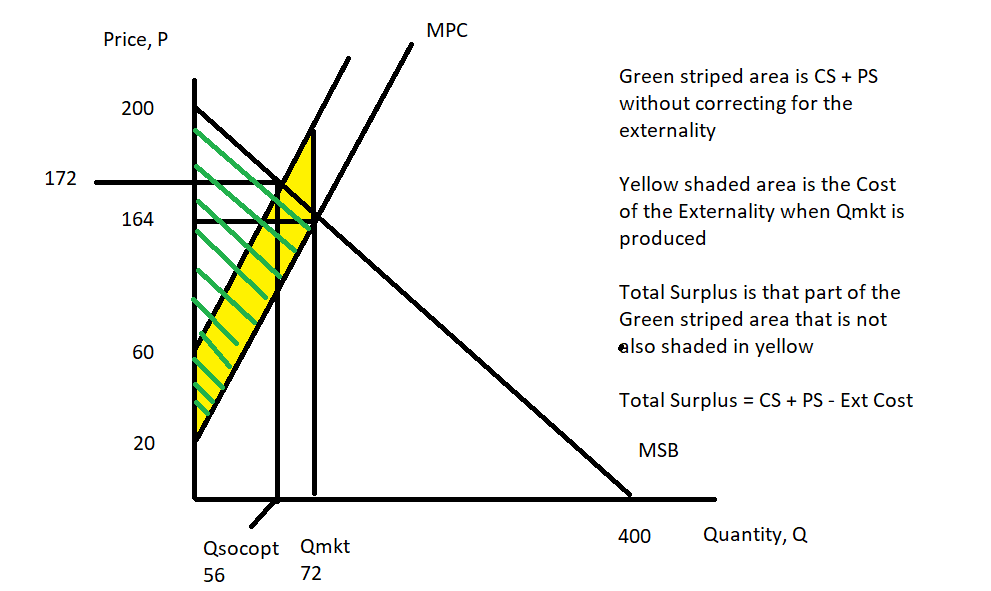 Price, P
MPC
200
172
164
60
20
Green striped area is CS + PS
without correcting for the
externality
Yellow shaded area is the Cost
of the Externality when Qmkt is
produced
Total Surplus is that part of the
Green striped area that is not
also shaded in yellow
Total Surplus = CS + PS - Ext Cost
MSB
400
Quantity, Q
Qsocopt
56
Qmkt
72